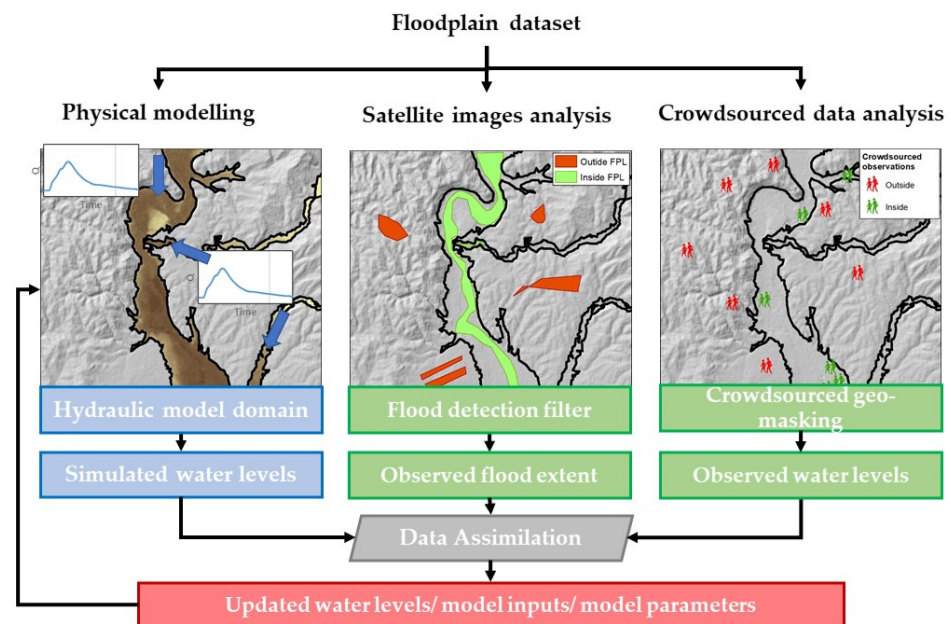 Floodplain dataset
Physical modelling
Satellite images analysis
Crowdsourced data analysis
Q
Time
Q
Time
Outide FPL
Inside FPL
Crowdsourced
observations
Outside
Inside
Hydraulic model domain
Flood detection filter
Crowdsourced geo-
masking
Simulated water levels
Observed flood extent
Observed water levels
Data Assimilation
Updated water levels/ model inputs/ model parameters